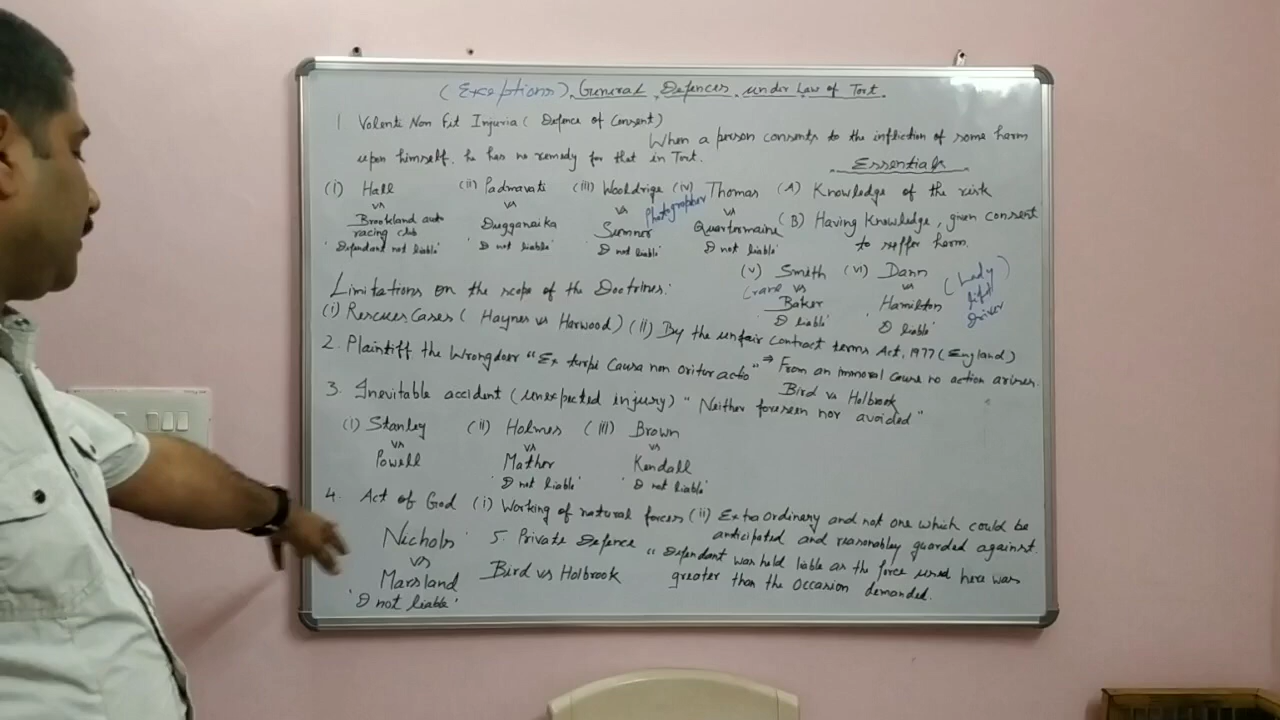 (Exceptions) General Defences under Law of Tort
1 Volenti Non Fit Injuria (Defence of Consent)
When a person consents to the infliction of some harm
upon himself, he has no remedy for that in Tort.
Essentials
(i) Hall vs Brookland auto racing club 'Defendant not liable'
(ii) Padmavati vs Dugganaika 'D not liable'
(iii) Wooldrige vs Sumnor 'D not liable' Photographer
(iv) Thomas vs Quartormaine 'D not liable'
(A) Knowledge of the risk
(B) Having Knowledge, given consent
to suffer harm.
(v) Smith vs Baker 'D liable' Crane
(vi) Dann vs Hamilton 'D liable' (Lady lift driver)
Limitations on the scope of the Doctrines:
(i) Rescues Cases (Haynes vs Harwood) (ii) By the unfair contract terms Act, 1977 (England)
2. Plaintiff the Wrongdoer "Ex turpi Causa non oritur actio" ⇒ From an immoral cause no action arises.
Bird vs Holbrook
3. Inevitable accident (unexpected injury) "Neither foreseen nor avoided"
(i) Stanley vs Powell
(ii) Holmes vs Mather 'D not liable'
(iii) Brown vs Kendall 'D not liable'
4. Act of God (i) Working of natural forces (ii) Extraordinary and not one which could be
anticipated and reasonably guarded against.
Nichols vs Marsland 'D not liable'
5. Private Defence
Bird vs Holbrook
"Defendant was held liable as the force used here was
greater than the occasion demanded.